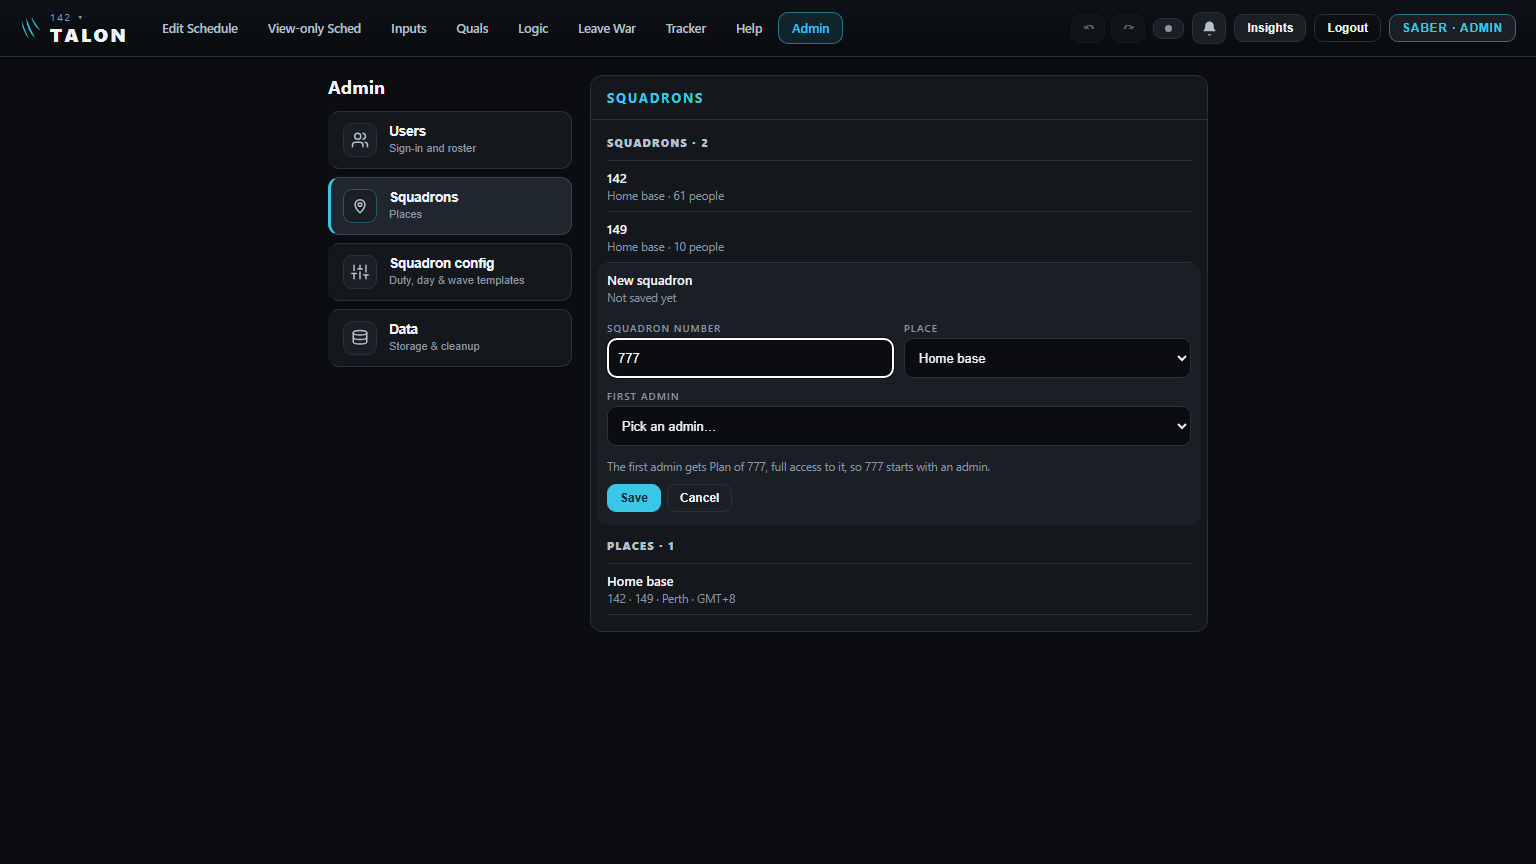 142 ▾
TALON
Edit Schedule
View-only Sched
Inputs
Quals
Logic
Leave War
Tracker
Help
Admin
Insights
Logout
SABER · ADMIN
Admin
Users
Sign-in and roster
Squadrons
Places
Squadron config
Duty, day & wave templates
Data
Storage & cleanup
SQUADRONS
SQUADRONS · 2
142
Home base · 61 people
149
Home base · 10 people
New squadron
Not saved yet
SQUADRON NUMBER
PLACE
777
Home base
FIRST ADMIN
Pick an admin...
The first admin gets Plan of 777, full access to it, so 777 starts with an admin.
Save
Cancel
PLACES · 1
Home base
142 · 149 · Perth · GMT+8